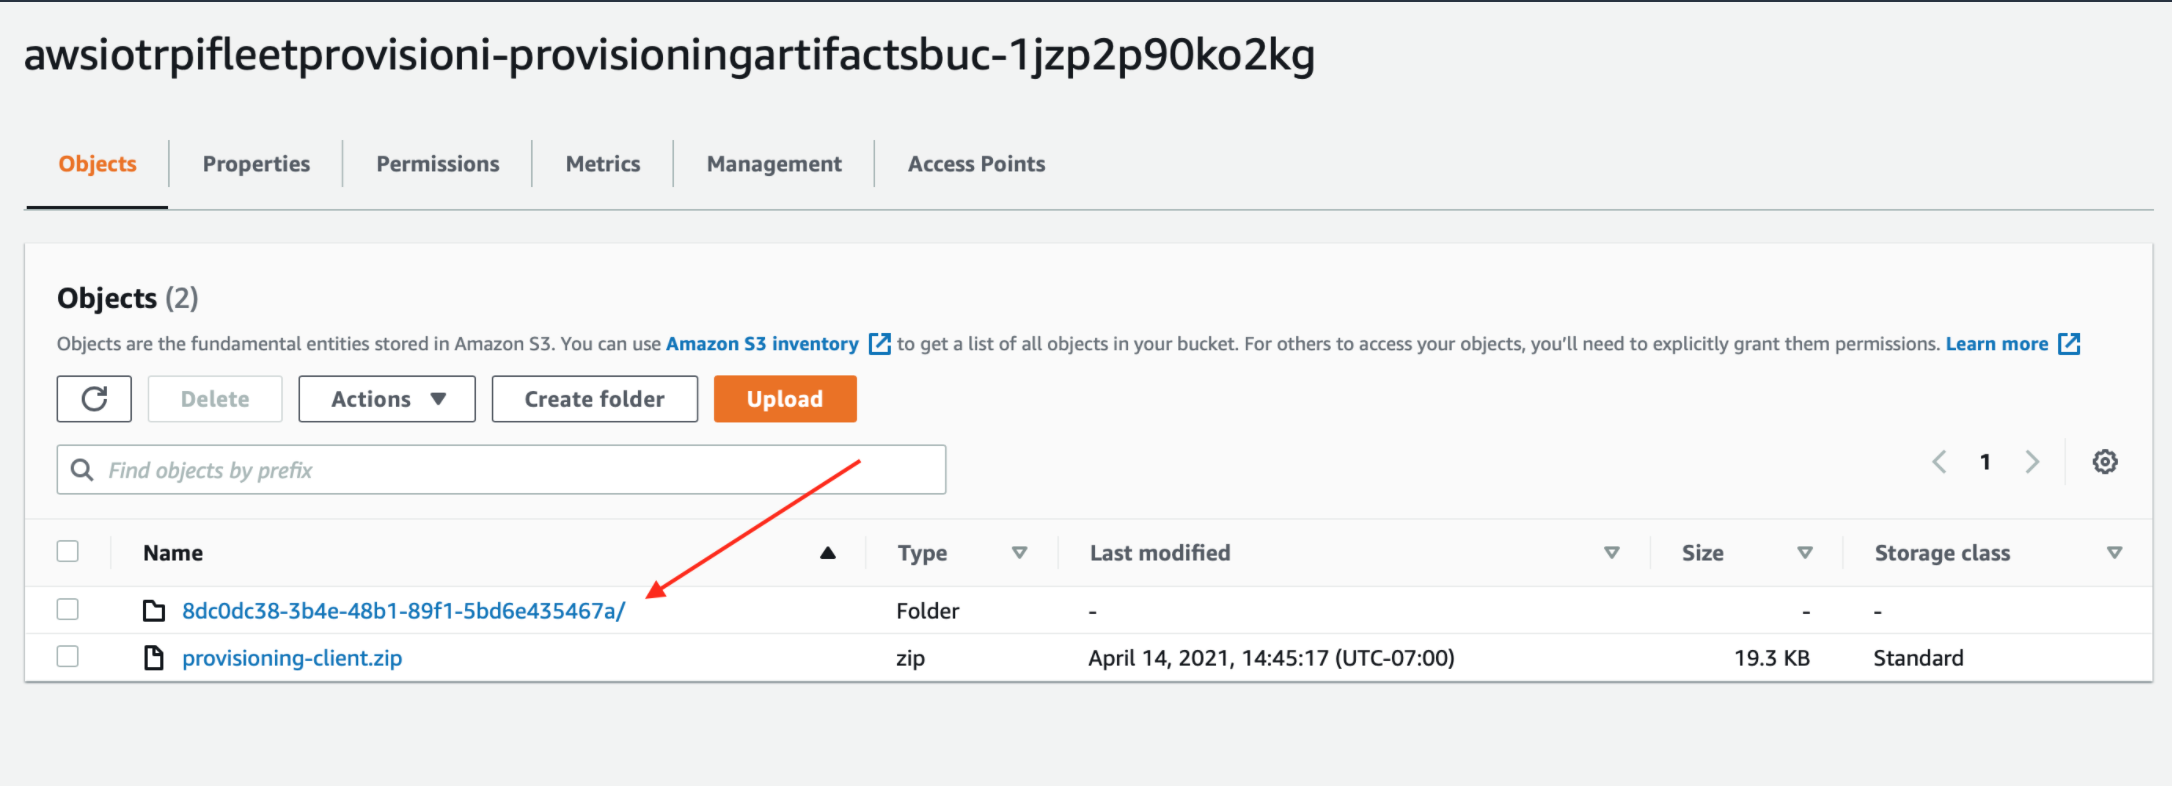 awsiotrpifleetprovisioni-provisioningartifactsbuc-1jzp2p90ko2kg
Objects Properties Permissions Metrics Management Access Points
Objects (2)
Objects are the fundamental entities stored in Amazon S3. You can use Amazon S3 inventory to get a list of all objects in your bucket. For others to access your objects, you'll need to explicitly grant them permissions. Learn more
Delete Actions Create folder Upload
Find objects by prefix 1
Name Type Last modified Size Storage class
8dc0dc38-3b4e-48b1-89f1-5bd6e435467a/ Folder - - -
provisioning-client.zip zip April 14, 2021, 14:45:17 (UTC-07:00) 19.3 KB Standard